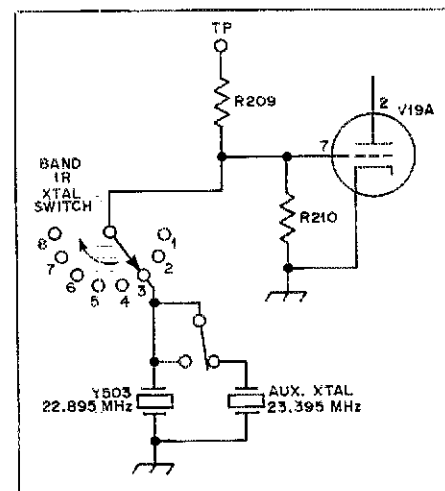 TP
R209
2
V19A
7
BAND
1R
XTAL
SWITCH
R210
8
1
7
2
6
5
4
3
Y503
22.895 MHz
AUX. XTAL
23.395 MHz